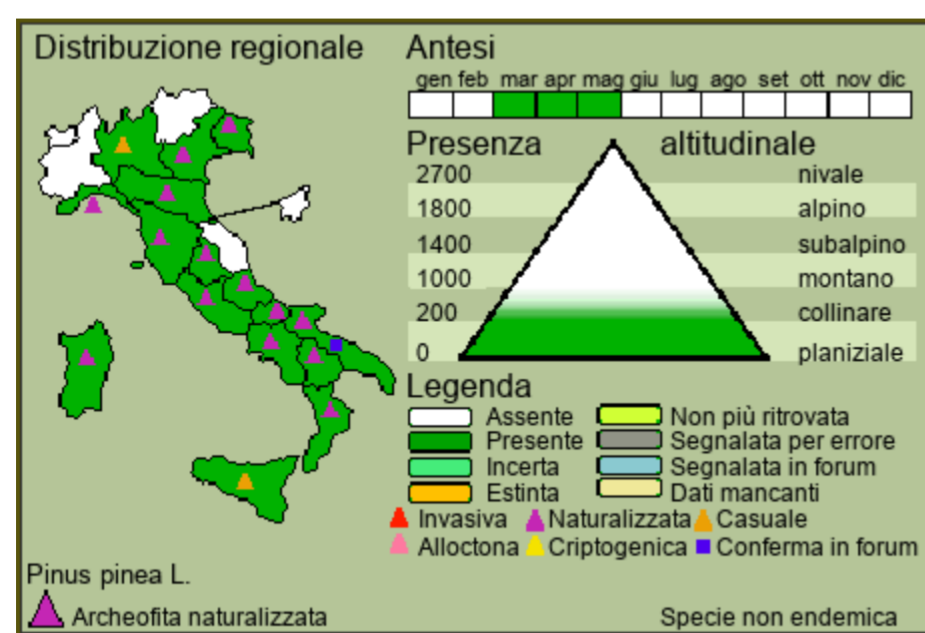 Distribuzione regionale
Antesi
gen feb mar apr mag giu lug ago set ott nov dic
Presenza altitudinale
2700 nivale
1800 alpino
1400 subalpino
1000 montano
200 collinare
0 planiziale
Legenda
Assente Non più ritrovata
Presente Segnalata per errore
Incerta Segnalata in forum
Estinta Dati mancanti
Invasiva Naturalizzata Casuale
Alloctona Criptogenica Conferma in forum
Pinus pinea L.
Archeofita naturalizzata Specie non endemica